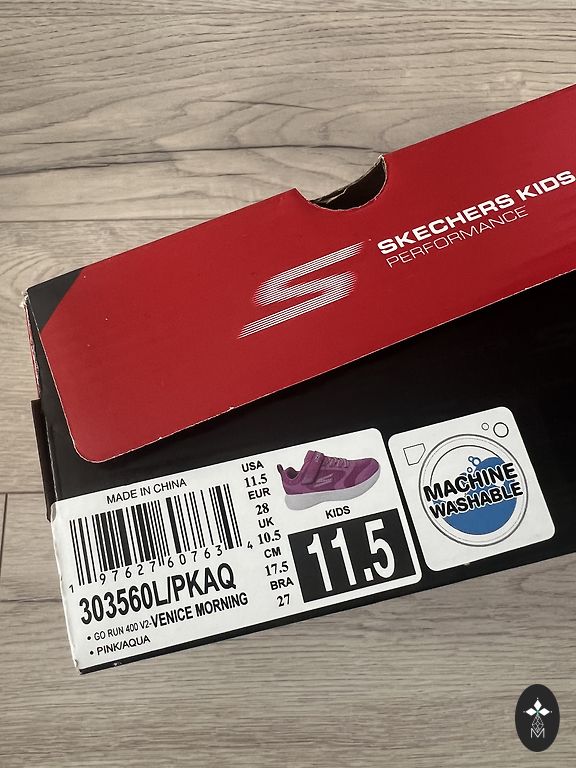 SKECHERS KIDS
PERFORMANCE
MADE IN CHINA
1 97627 60763 4
303560L/PKAQ
• GO RUN 400 V2-VENICE MORNING
• PINK/AQUA
USA
11.5
EUR
28
UK
10.5
CM
17.5
BRA
27
KIDS
11.5
MACHINE
WASHABLE
M